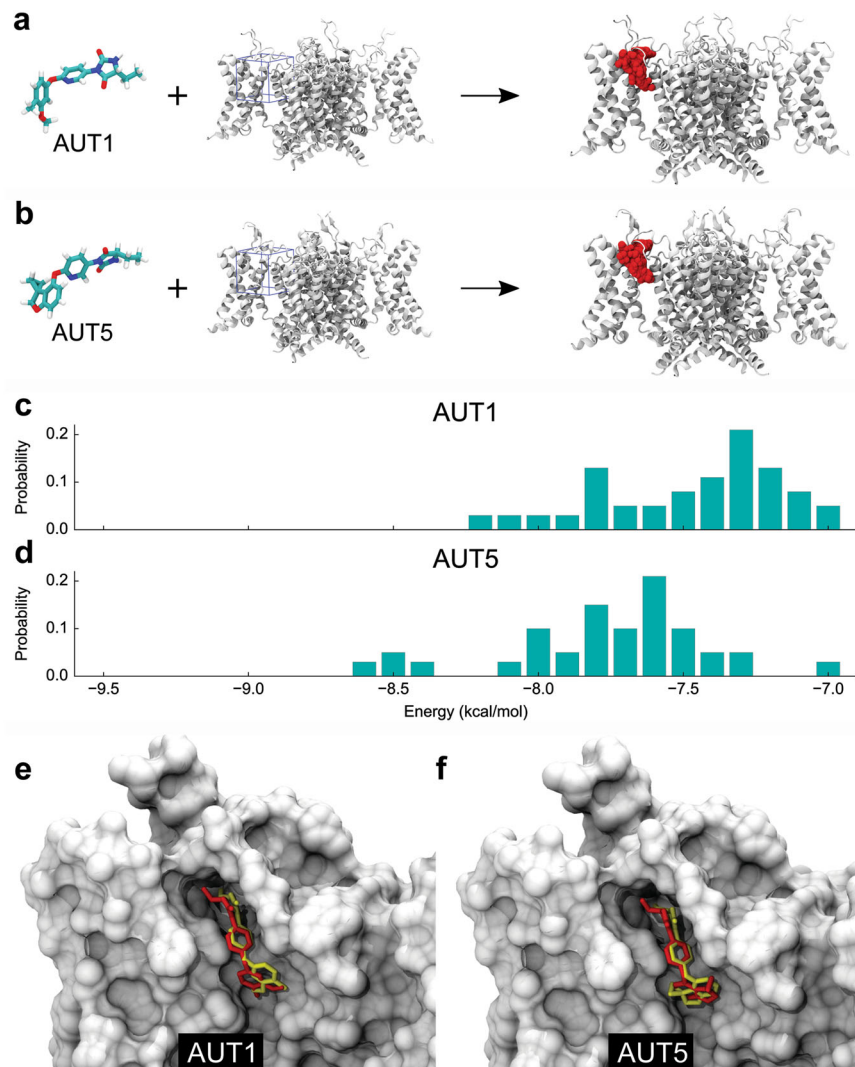 a
AUT1
+
b
AUT5
+
c
AUT1
Probability
0.2
0.1
0.0
d
AUT5
Probability
0.2
0.1
0.0
−9.5 −9.0 −8.5 −8.0 −7.5 −7.0
Energy (kcal/mol)
e
AUT1
f
AUT5